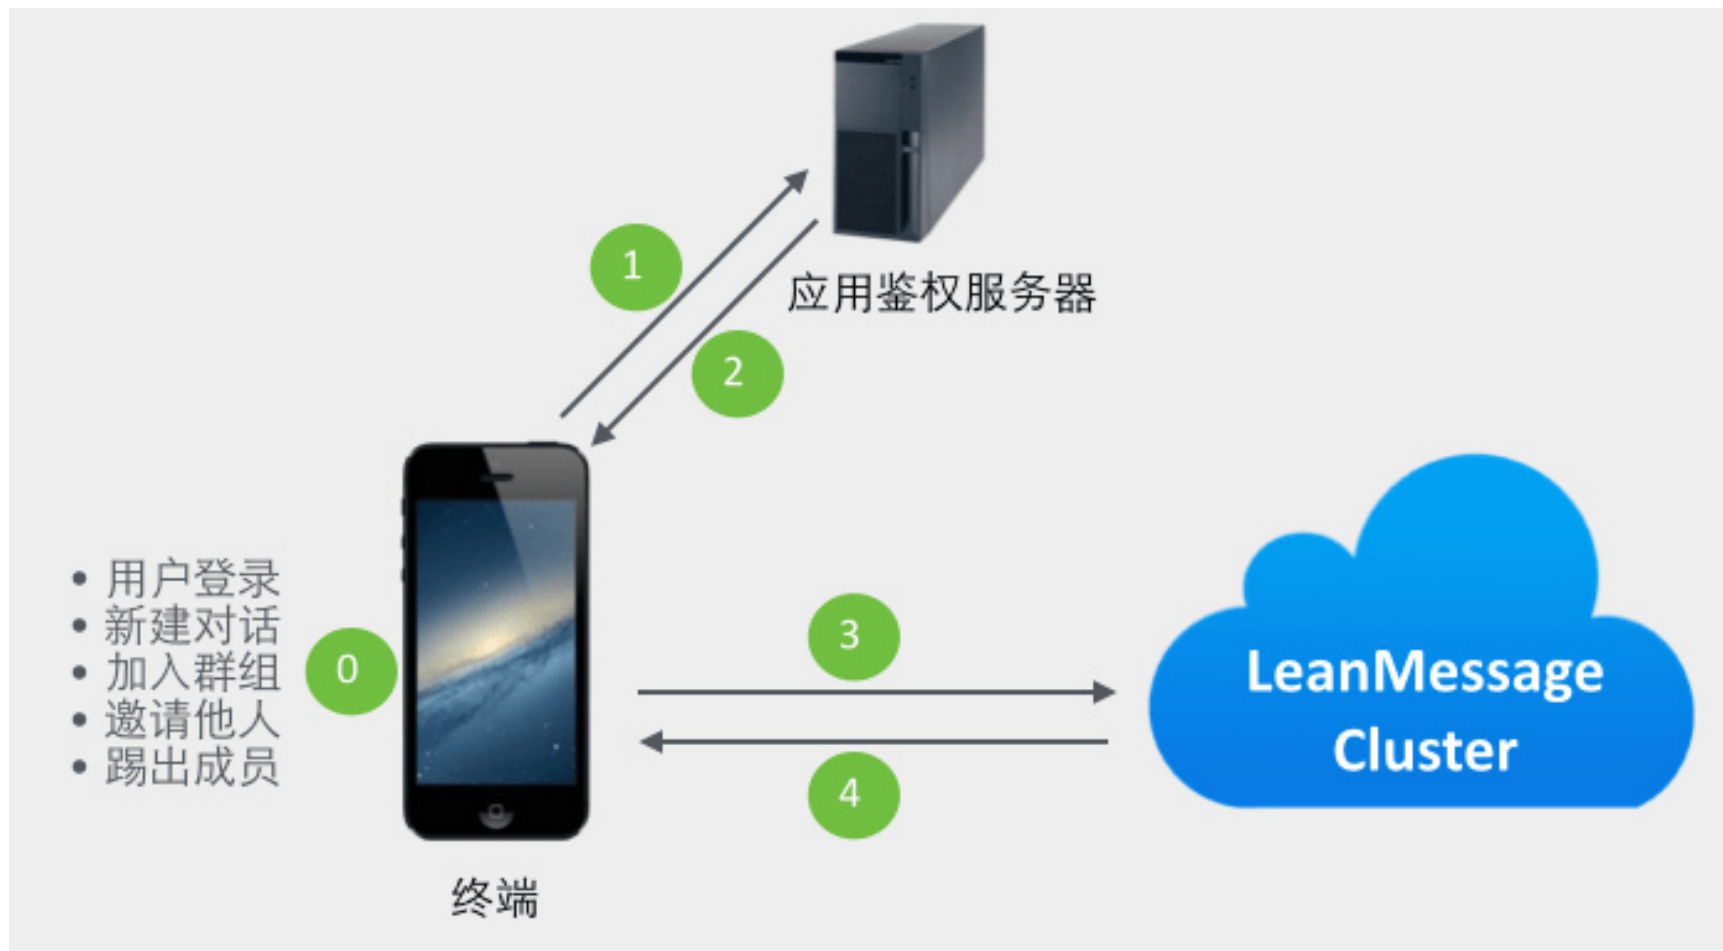 1
应用鉴权服务器
2
• 用户登录
• 新建对话
• 加入群组
• 邀请他人
• 踢出成员
0
3
LeanMessage
Cluster
4
终端